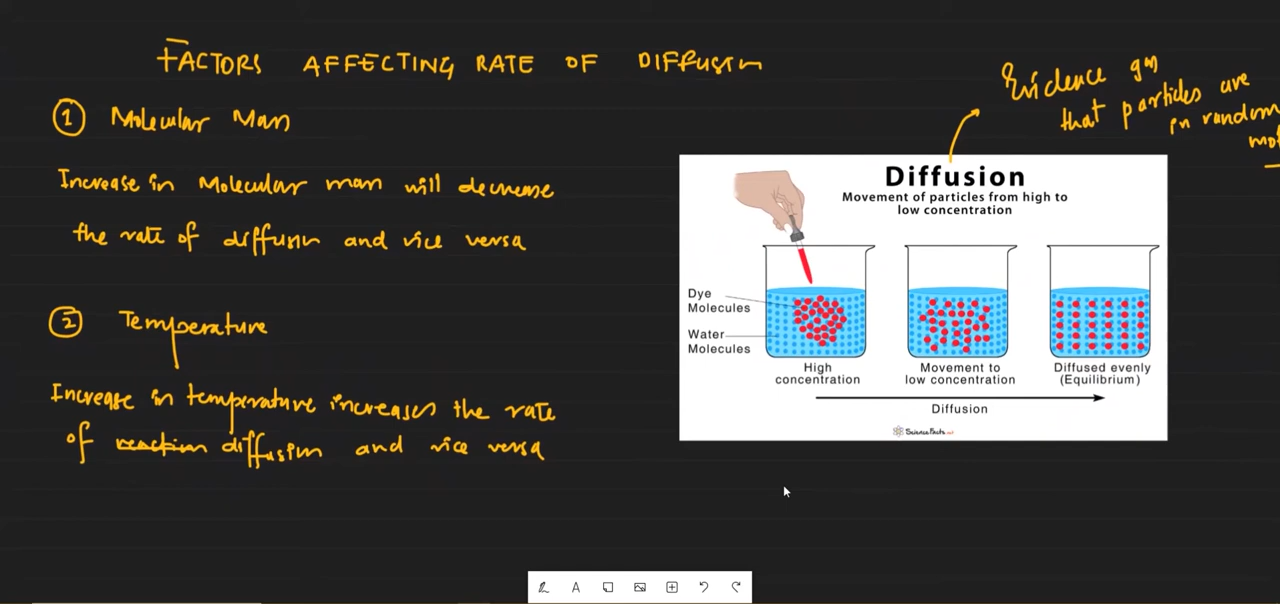 FACTORS AFFECTING RATE OF DIFFUSION
① Molecular Mass
Increase in Molecular mass will decrease
the rate of diffusion and vice versa
② Temperature
Increase in temperature increases the rate
of reaction diffusion and vice versa
Evidence
that particles are
in random
Diffusion
Movement of particles from high to
low concentration
Dye
Molecules
Water
Molecules
High
concentration
Movement to
low concentration
Diffused evenly
(Equilibrium)
Diffusion
ScienceFacts.net
A